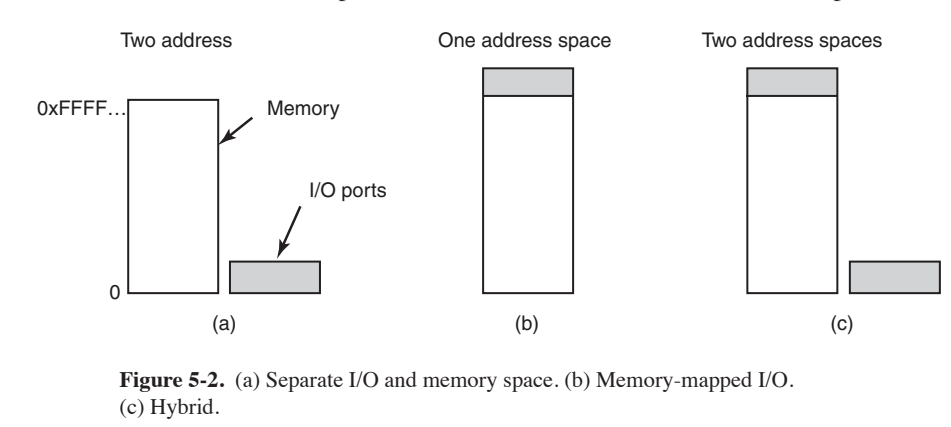 Two address
One address space
Two address spaces
0xFFFF…
Memory
I/O ports
0
(a)
(b)
(c)
Figure 5-2. (a) Separate I/O and memory space. (b) Memory-mapped I/O.
(c) Hybrid.